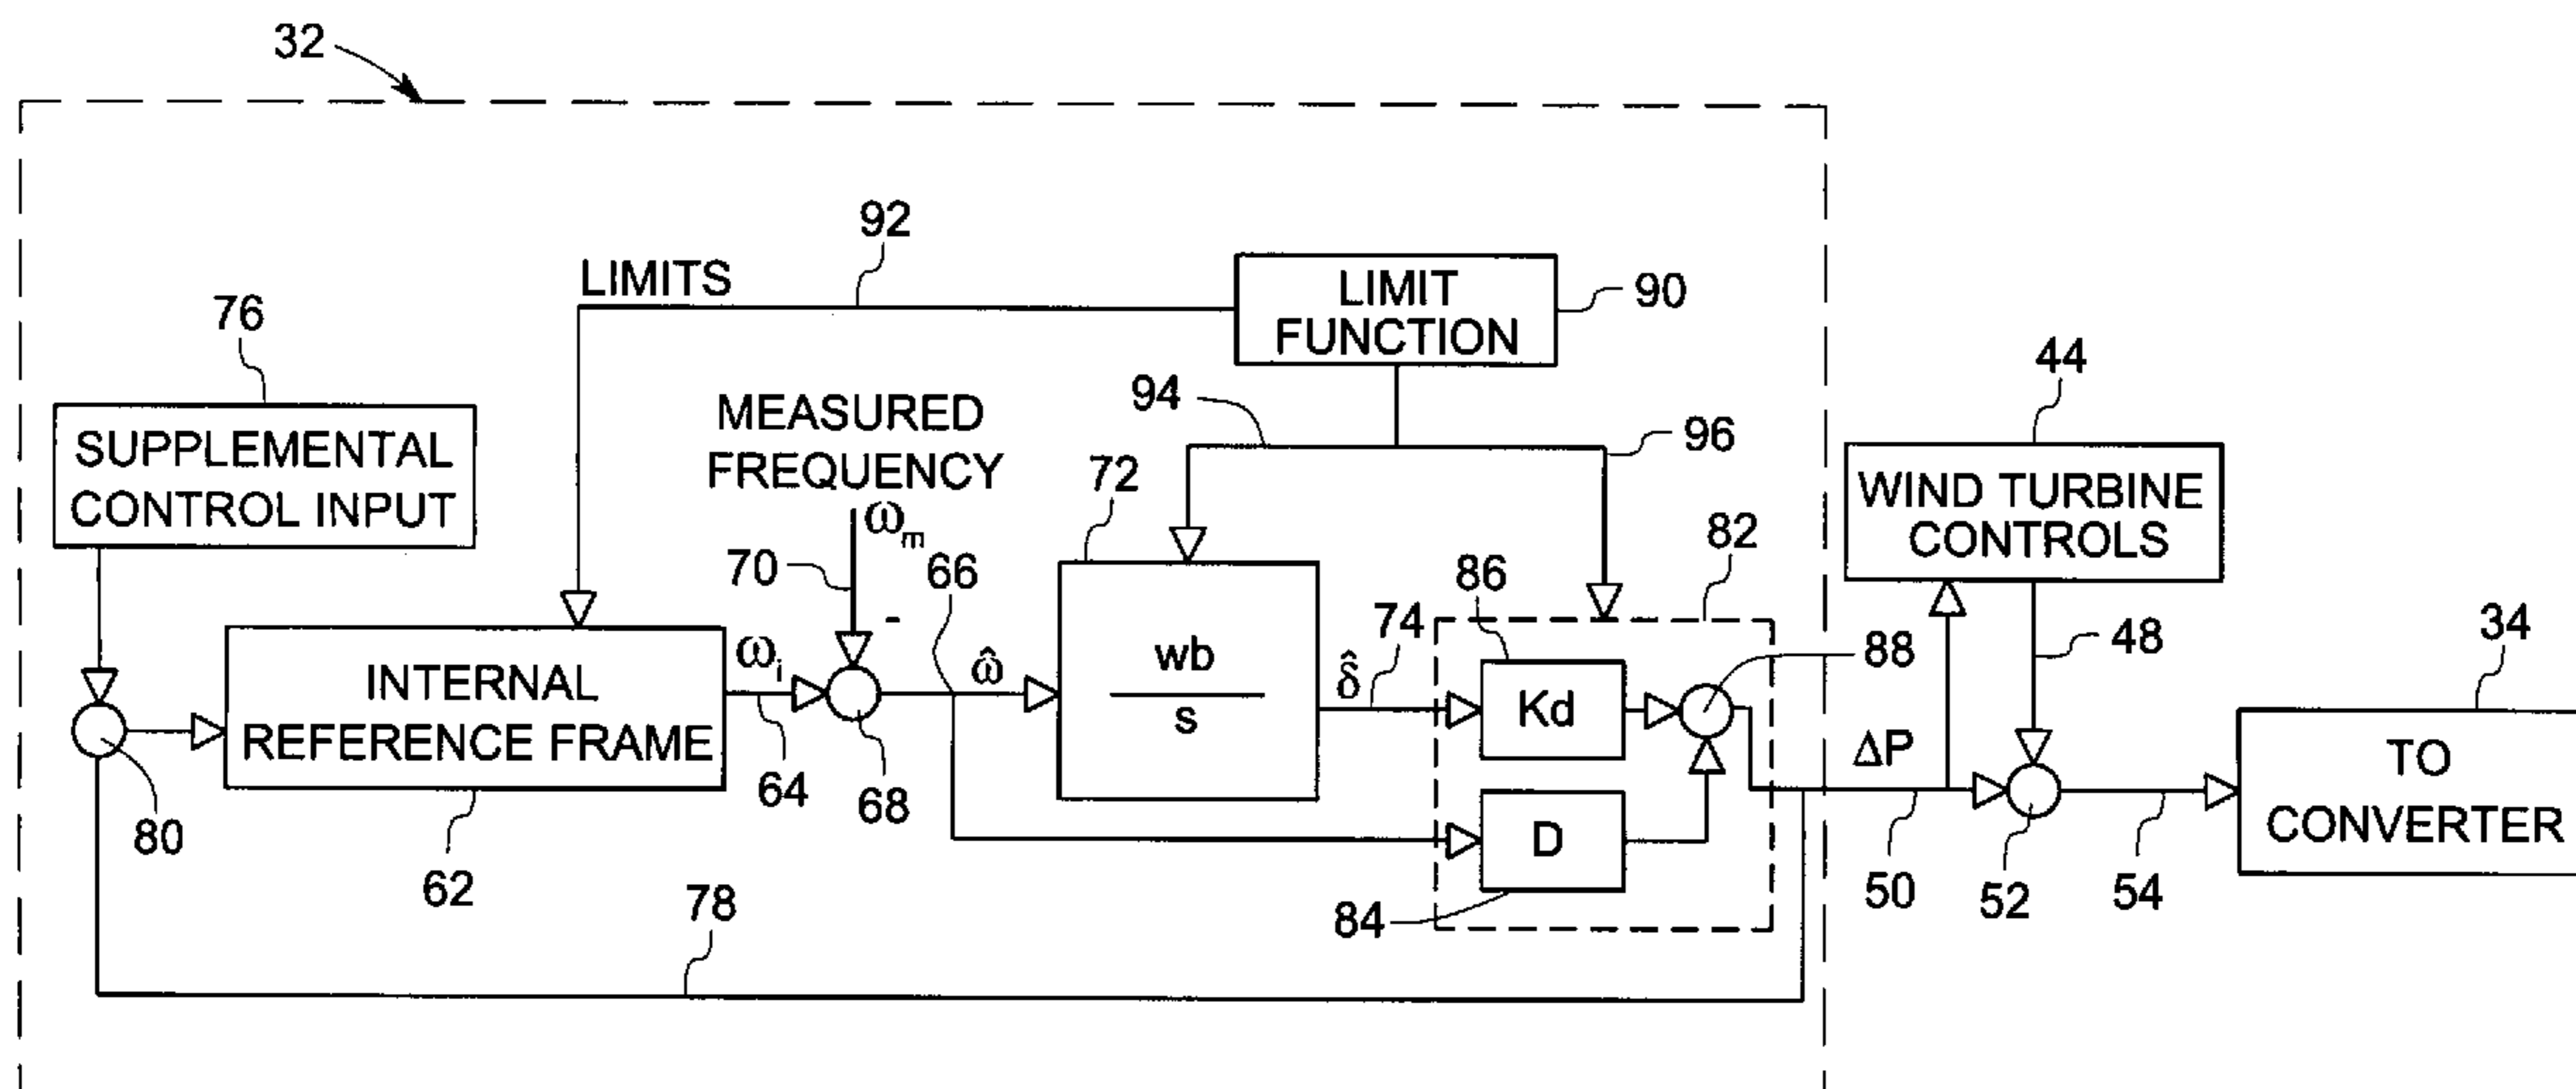 32
92
LIMITS
LIMIT
FUNCTION
90
76
44
94
MEASURED
FREQUENCY
96
SUPPLEMENTAL
CONTROL INPUT
72
WIND TURBINE
CONTROLS
ωm
82
70
66
86
-
74
88
48
34
ωi
ω̂
wb
s
δ̂
Kd
INTERNAL
REFERENCE FRAME
ΔP
TO
CONVERTER
64
68
80
D
62
84
50
52
54
78